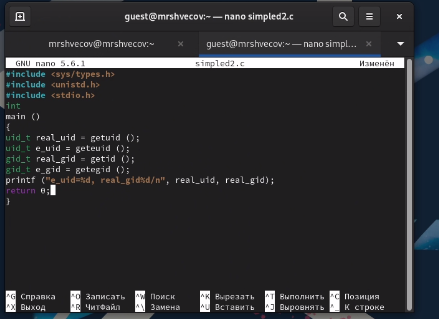 guest@mrshvecov:~ — nano simpled2.c
mrshvecov@mrshvecov:~
guest@mrshvecov:~ — nano simpl…
GNU nano 5.6.1 simpled2.c Изменён
#include <sys/types.h>
#include <unistd.h>
#include <stdio.h>
int
main ()
{
uid_t real_uid = getuid ();
uid_t e_uid = geteuid ();
gid_t real_gid = getid ();
gid_t e_gid = getegid ();
printf ("e_uid=%d, real_gid%d/n", real_uid, real_gid);
return 0;
}
^G Справка ^O Записать ^W Поиск ^K Вырезать ^T Выполнить ^C Позиция
^X Выход ^R ЧитФайл ^\ Замена ^U Вставить ^J Выровнять ^_ К строке